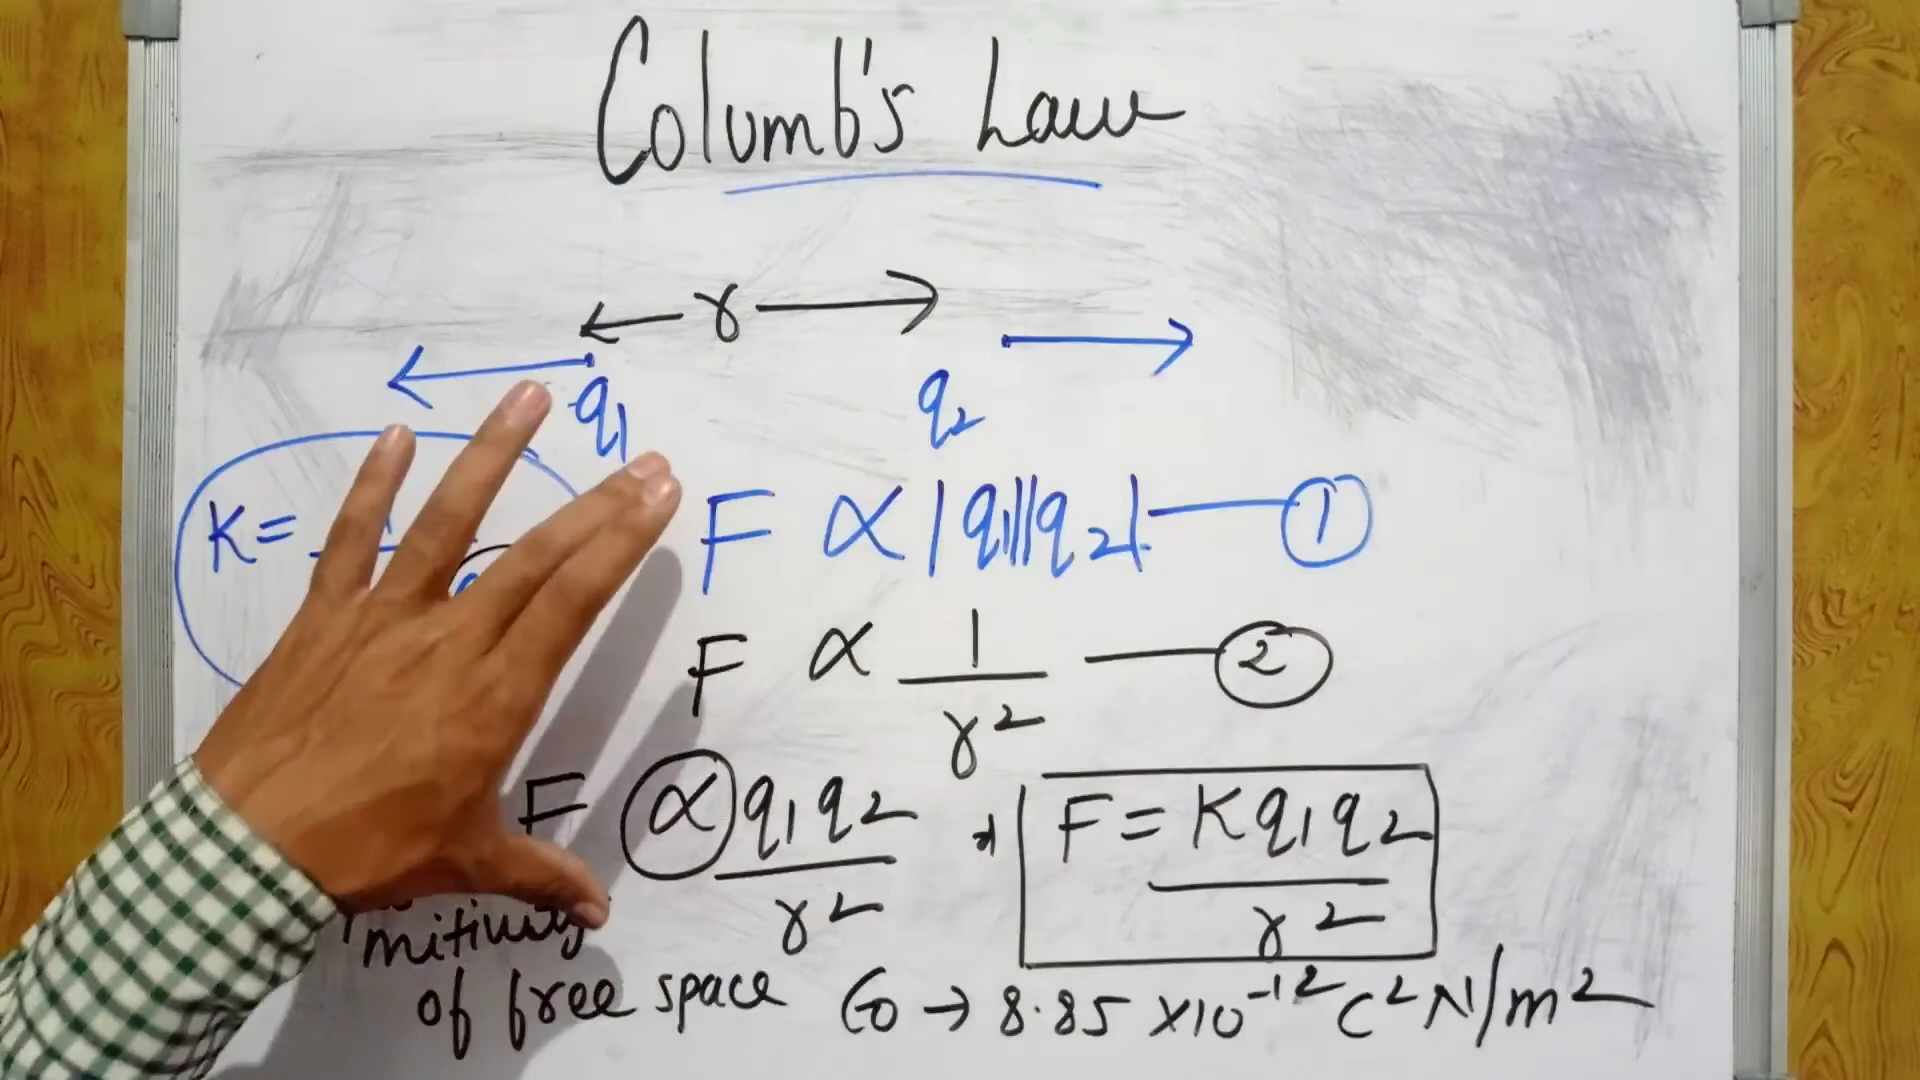 Columb's Law
← r →
q1 q2
K=
F ∝ |q1||q2| — 1
F ∝ 1/r² — 2
F ∝ q1q2/r²
F = Kq1q2/r²
mitivity
of free space ϵ0 → 8.85 ×10⁻¹² C²N/m²